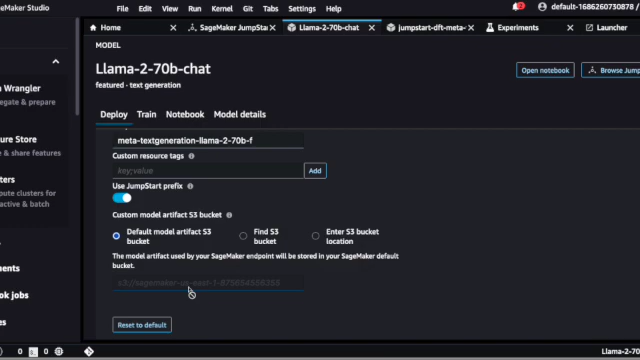 SageMaker Studio File Edit View Run Kernel Git Tabs Settings Help default-1686260730878 /
Home SageMaker JumpSta Llama-2-70b-chat jumpstart-dft-meta- Experiments Launcher
MODEL
Llama-2-70b-chat
featured · text generation
Open notebook Browse Jum
Deploy Train Notebook Model details
meta-textgeneration-llama-2-70b-f
Custom resource tags
key;value Add
Use JumpStart prefix
Custom model artifact S3 bucket
Default model artifact S3 bucket
Find S3 bucket
Enter S3 bucket location
The model artifact used by your SageMaker endpoint will be stored in your SageMaker default
bucket.
Reset to default
Wrangler
egate & prepare
ure Store
& share features
ters
pute clusters for
active & batch
ments
ok jobs
es
0 0 Llama-2-70